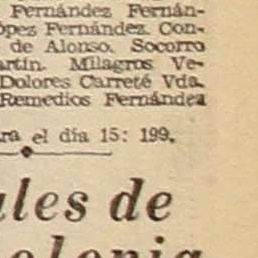 Fernández Fernán-
ópez Fernández. Con-
de Alonso. Socorro
artín. Milagros Ve-
Dolores Carreté Vda.
Remedios Fernández
ra el día 15: 199.
ales de
olonia